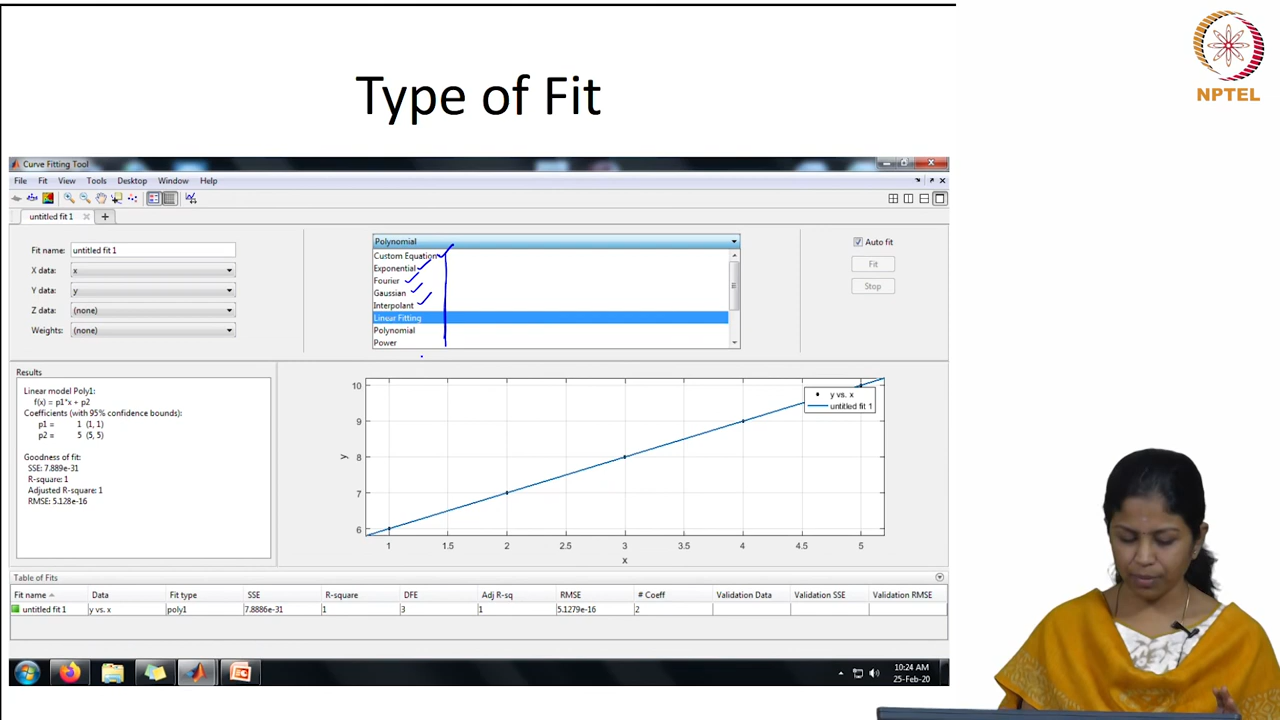 Type of Fit
NPTEL
Curve Fitting Tool
File Fit View Tools Desktop Window Help
untitled fit 1
Fit name: untitled fit 1
X data: x
Y data: y
Z data: (none)
Weights: (none)
Polynomial
Custom Equation
Exponential
Fourier
Gaussian
Interpolant
Linear Fitting
Polynomial
Power
Auto fit
Fit
Stop
Results
Linear model Poly1:
f(x) = p1*x + p2
Coefficients (with 95% confidence bounds):
p1 = 1 (1, 1)
p2 = 5 (5, 5)
Goodness of fit:
SSE: 7.889e-31
R-square: 1
Adjusted R-square: 1
RMSE: 5.128e-16
y vs. x
untitled fit 1
10
9
8
7
6
y
1 1.5 2 2.5 3 3.5 4 4.5 5
x
Table of Fits
Fit name Data Fit type SSE R-square DFE Adj R-sq RMSE # Coeff Validation Data Validation SSE Validation RMSE
untitled fit 1 y vs. x poly1 7.8886e-31 1 3 1 5.1279e-16 2
10:24 AM
25-Feb-20